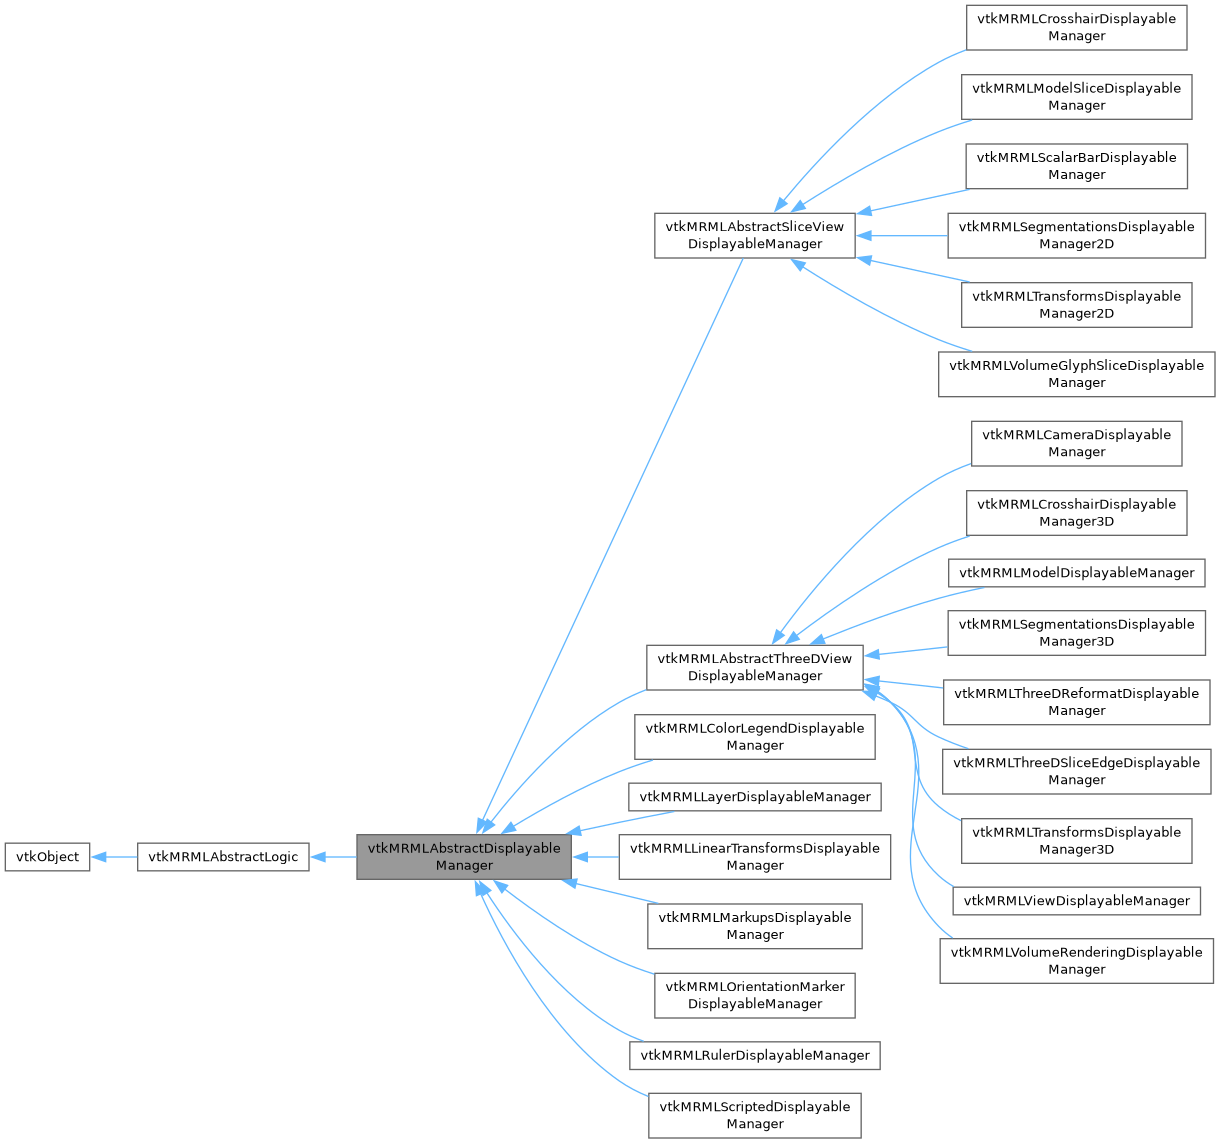 vtkObject
vtkMRMLAbstractLogic
vtkMRMLAbstractDisplayable
Manager
vtkMRMLAbstractSliceView
DisplayableManager
vtkMRMLCrosshairDisplayable
Manager
vtkMRMLModelSliceDisplayable
Manager
vtkMRMLScalarBarDisplayable
Manager
vtkMRMLSegmentationsDisplayable
Manager2D
vtkMRMLTransformsDisplayable
Manager2D
vtkMRMLVolumeGlyphSliceDisplayable
Manager
vtkMRMLAbstractThreeDView
DisplayableManager
vtkMRMLCameraDisplayable
Manager
vtkMRMLCrosshairDisplayable
Manager3D
vtkMRMLModelDisplayableManager
vtkMRMLSegmentationsDisplayable
Manager3D
vtkMRMLThreeDReformatDisplayable
Manager
vtkMRMLThreeDSliceEdgeDisplayable
Manager
vtkMRMLTransformsDisplayable
Manager3D
vtkMRMLViewDisplayableManager
vtkMRMLVolumeRenderingDisplayable
Manager
vtkMRMLColorLegendDisplayable
Manager
vtkMRMLLayerDisplayableManager
vtkMRMLLinearTransformsDisplayable
Manager
vtkMRMLMarkupsDisplayable
Manager
vtkMRMLOrientationMarker
DisplayableManager
vtkMRMLRulerDisplayableManager
vtkMRMLScriptedDisplayable
Manager